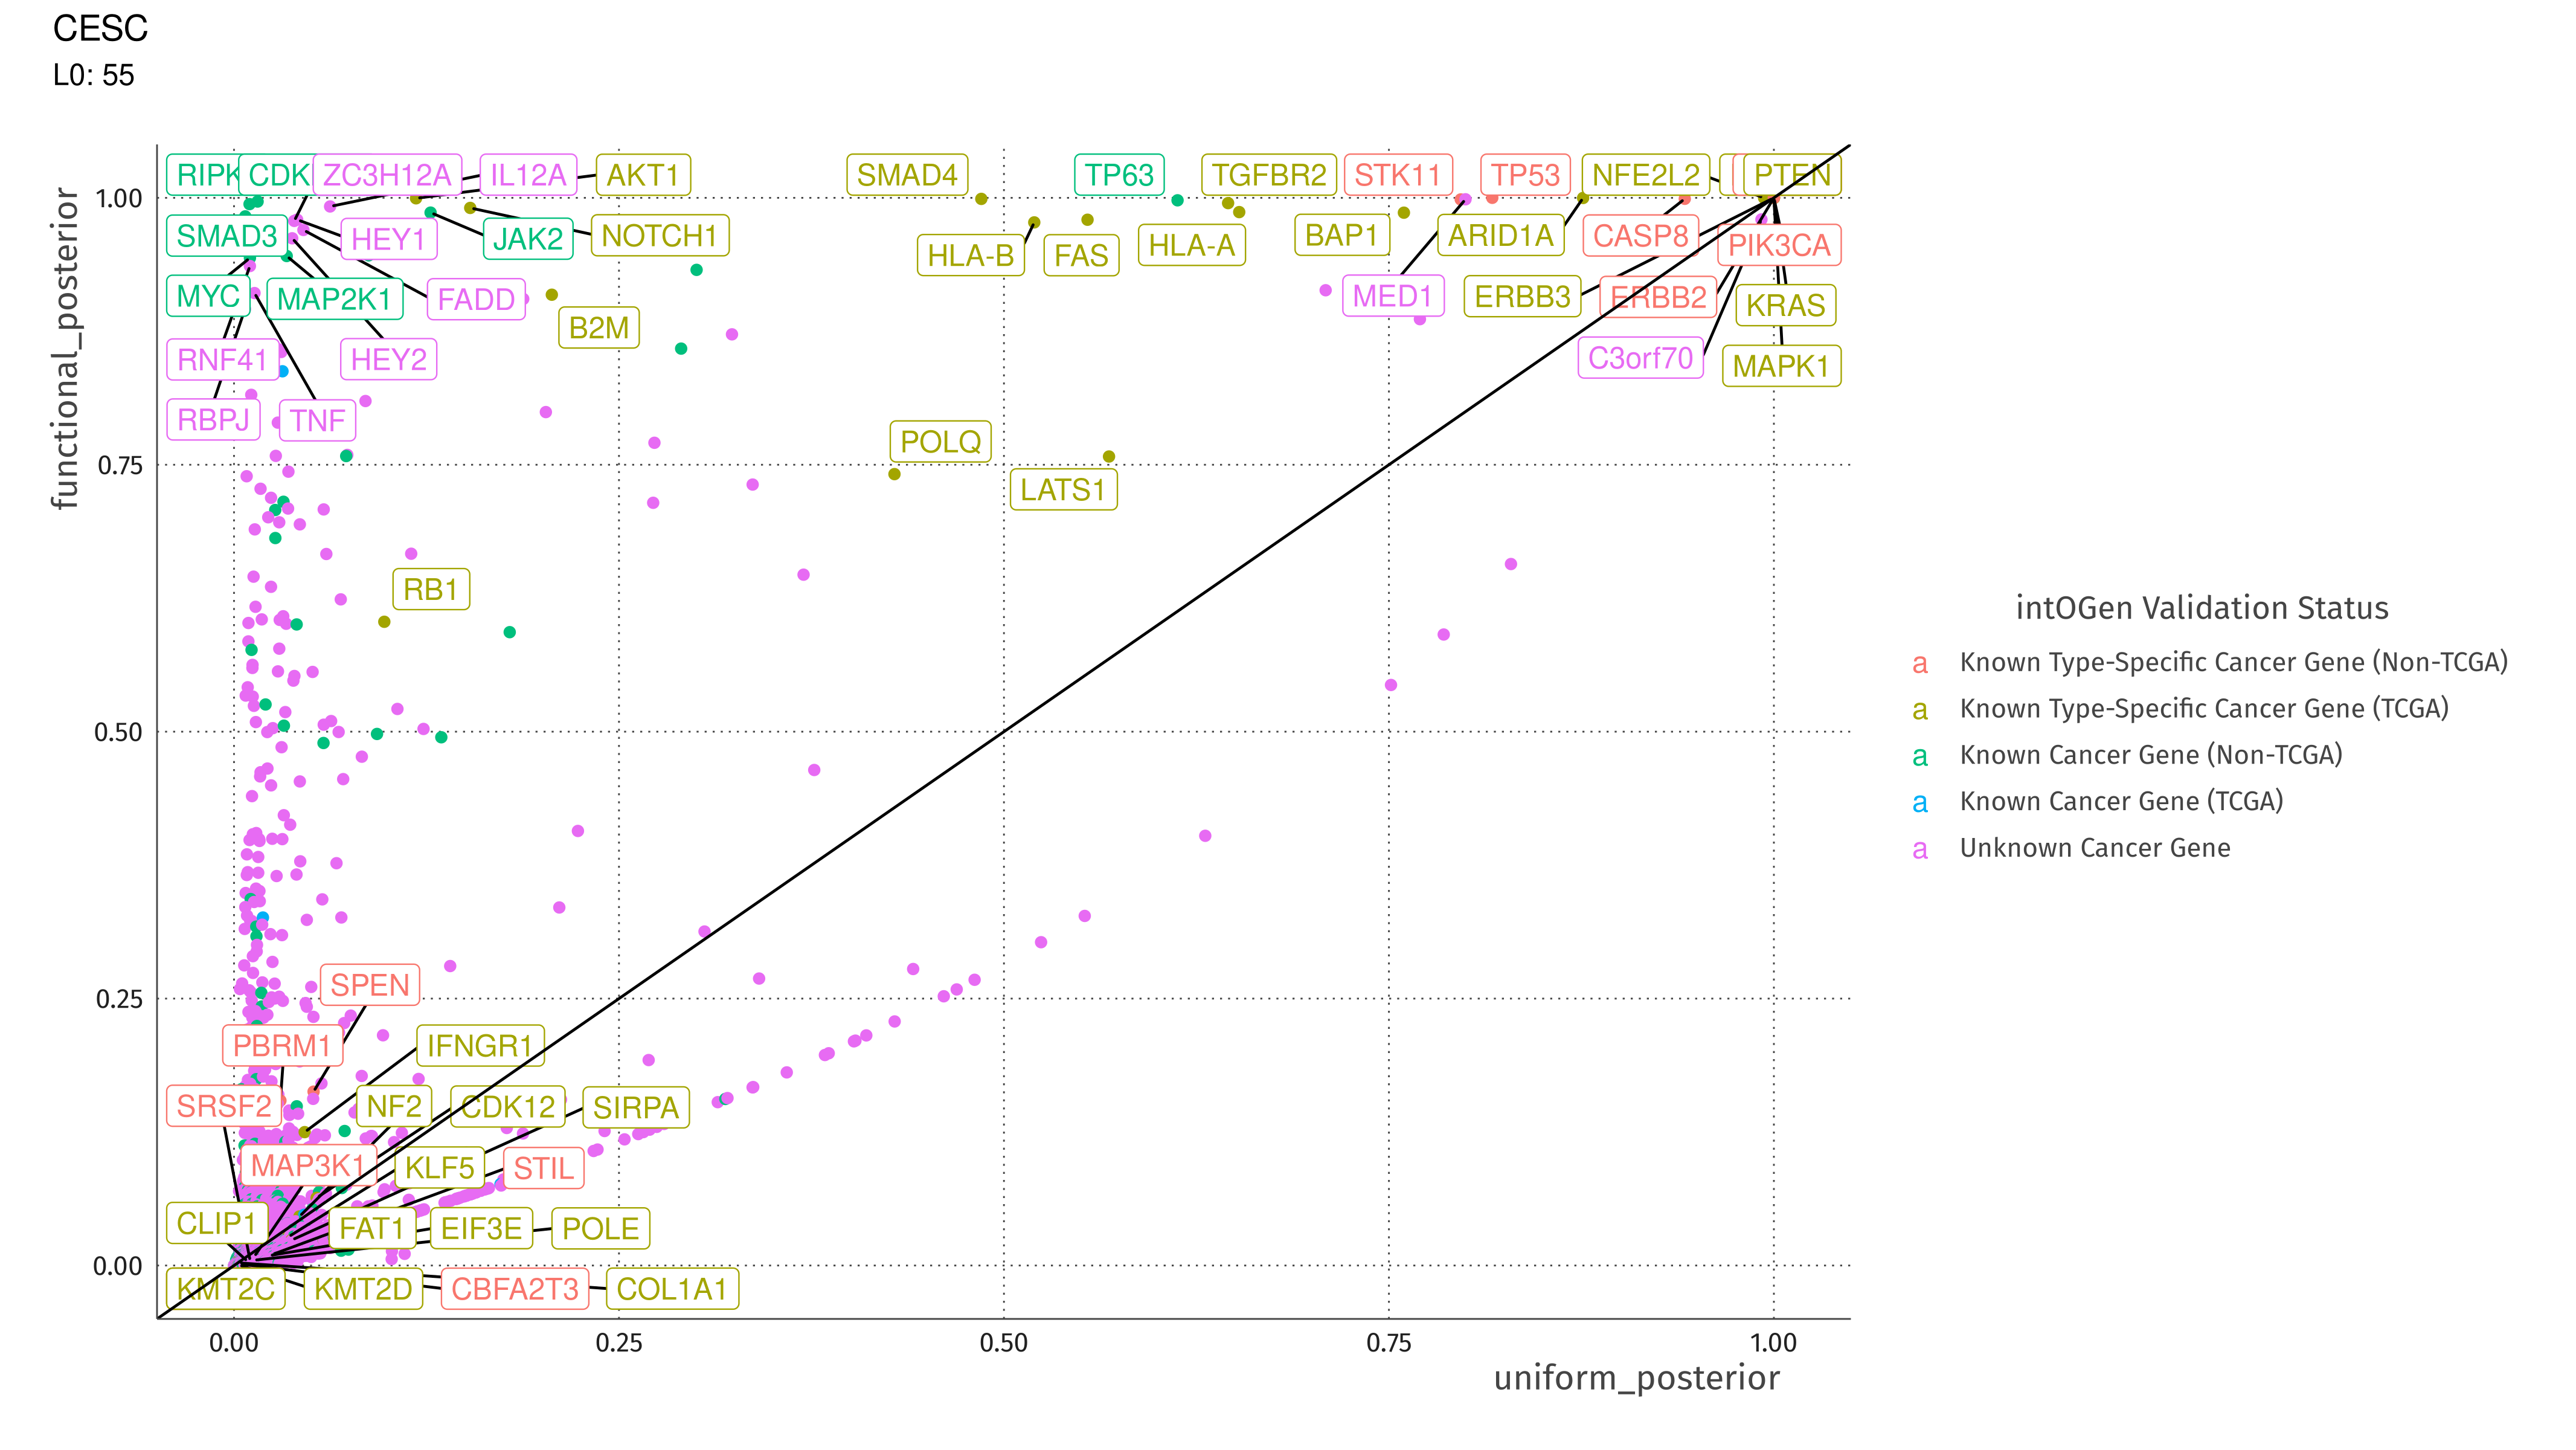 CESC
L0: 55
RIPK CDK ZC3H12A IL12A AKT1 SMAD4 TP63 TGFBR2 STK11 TP53 NFE2L2 PTEN
1.00
SMAD3 HEY1 JAK2 NOTCH1 HLA-B FAS HLA-A BAP1 ARID1A CASP8 PIK3CA
MYC MAP2K1 FADD B2M MED1 ERBB3 ERBB2 KRAS
RNF41 HEY2 C3orf70 MAPK1
RBPJ TNF
POLQ
0.75
LATS1
RB1
functional_posterior
0.50
SPEN
0.25
PBRM1 IFNGR1
SRSF2 NF2 CDK12 SIRPA
MAP3K1 KLF5 STIL
CLIP1 FAT1 EIF3E POLE
0.00
KMT2C KMT2D CBFA2T3 COL1A1
0.00 0.25 0.50 0.75 1.00
uniform_posterior
intOGen Validation Status
a Known Type-Specific Cancer Gene (Non-TCGA)
a Known Type-Specific Cancer Gene (TCGA)
a Known Cancer Gene (Non-TCGA)
a Known Cancer Gene (TCGA)
a Unknown Cancer Gene